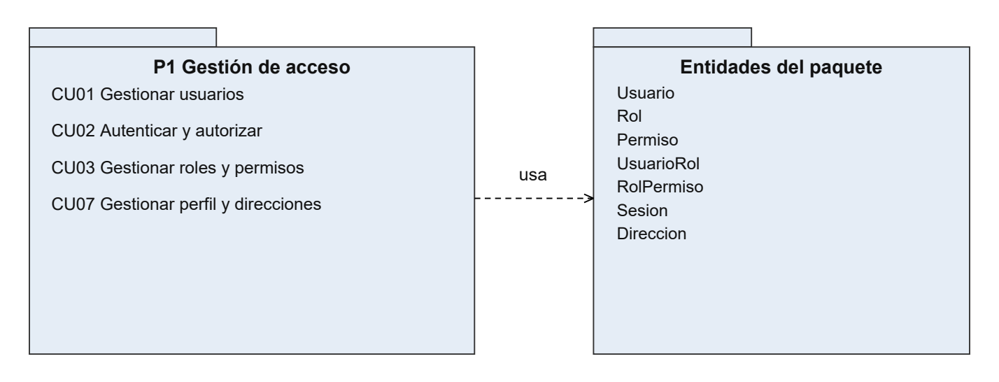 P1 Gestión de acceso
CU01 Gestionar usuarios
CU02 Autenticar y autorizar
CU03 Gestionar roles y permisos
CU07 Gestionar perfil y direcciones
usa
Entidades del paquete
Usuario
Rol
Permiso
UsuarioRol
RolPermiso
Sesion
Direccion